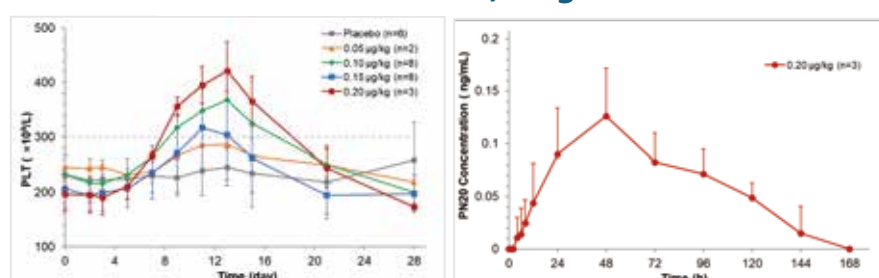 500
400
300
200
100
PLT ( ×10⁹/L)
Placebo (n=6)
0.05 µg/kg (n=2)
0.10 µg/kg (n=8)
0.15 µg/kg (n=8)
0.20 µg/kg (n=3)
0 4 8 12 16 20 24 28
Time (day)
0.2
0.15
0.1
0.05
0
PN20 Concentration ( ng/mL)
0.20 µg/kg (n=3)
0 24 48 72 96 120 144 168
Time (h)